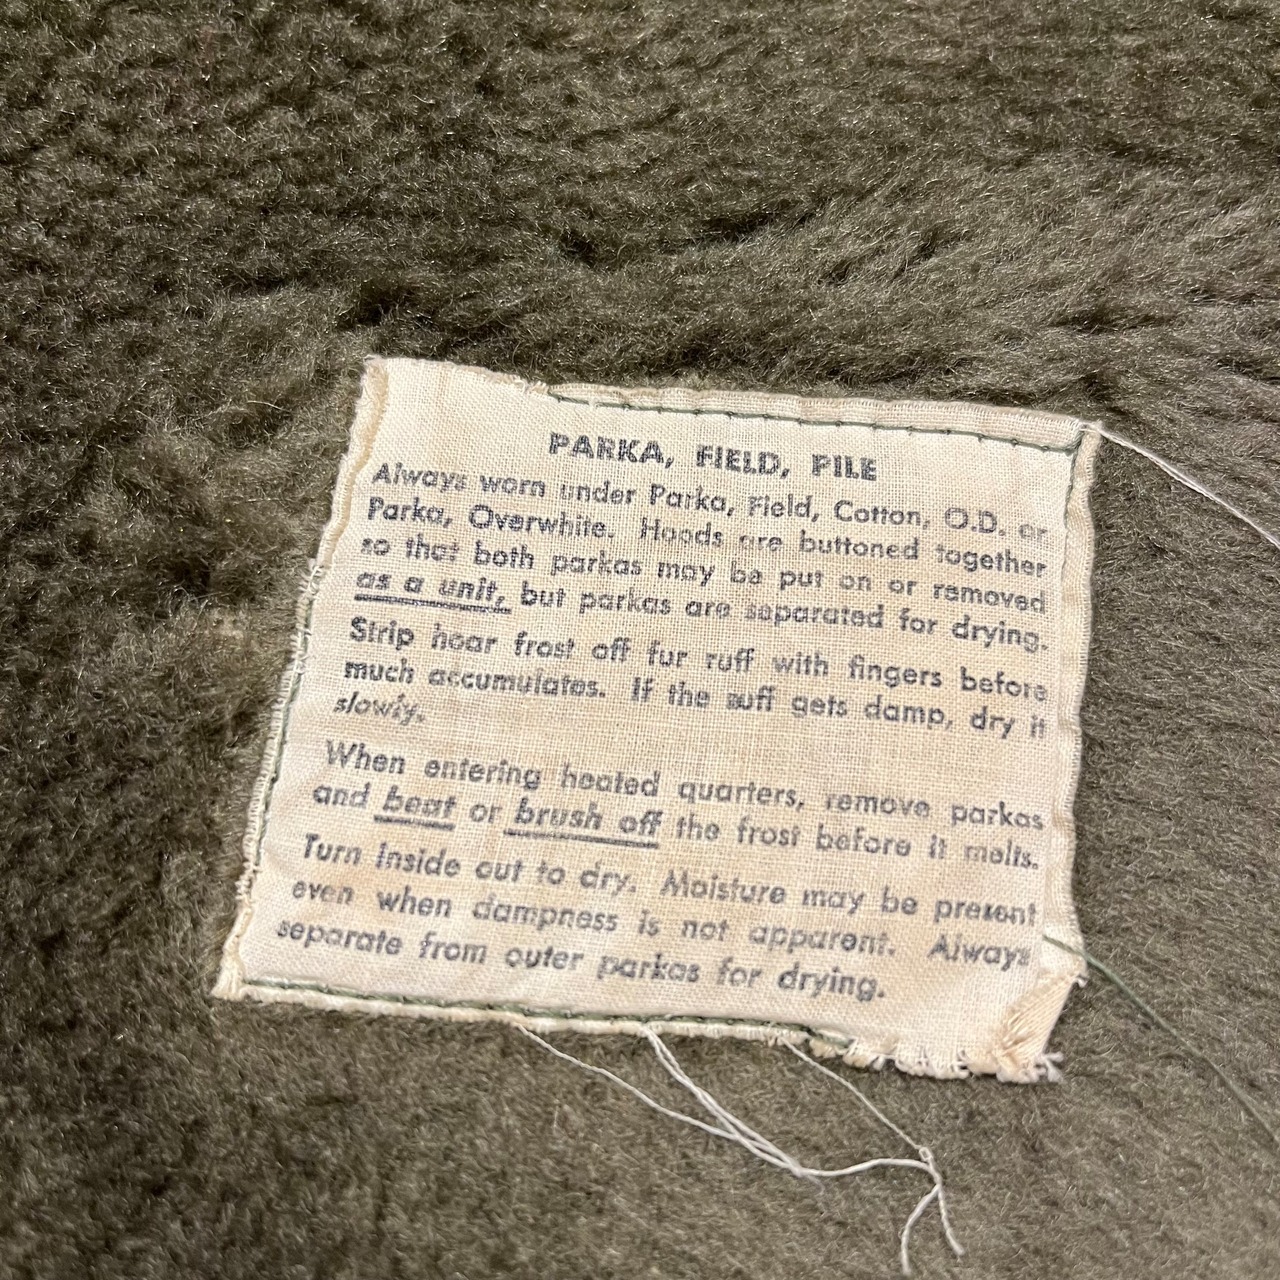 PARKA, FIELD, PILE
Always worn under Parka, Field, Cotton, O.D. or
Parka, Overwhite. Hoods are buttoned together
so that both parkas may be put on or removed
as a unit, but parkas are separated for drying.
Strip hoar frost off fur ruff with fingers before
much accumulates. If the ruff gets damp, dry it
slowly.
When entering heated quarters, remove parkas
and beat or brush off the frost before it melts.
Turn inside out to dry. Moisture may be present
even when dampness is not apparent. Always
separate from outer parkas for drying.